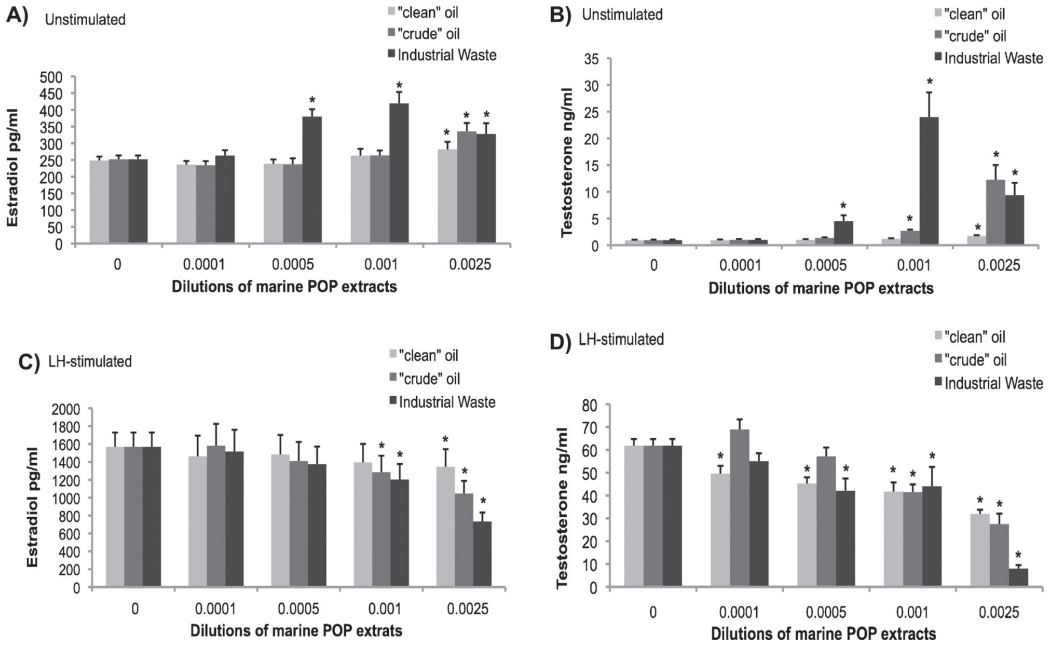 A) Unstimulated
"clean" oil
"crude" oil
Industrial Waste
Estradiol pg/ml
500
450
400
350
300
250
200
150
100
50
0
* * * * *
0 0.0001 0.0005 0.001 0.0025
Dilutions of marine POP extracts
B) Unstimulated
"clean" oil
"crude" oil
Industrial Waste
Testosterone ng/ml
35
30
25
20
15
10
5
0
* * * * * *
0 0.0001 0.0005 0.001 0.0025
Dilutions of marine POP extracts
C) LH-stimulated
"clean" oil
"crude" oil
Industrial Waste
Estradiol pg/ml
2000
1800
1600
1400
1200
1000
800
600
400
200
0
* * * * *
0 0.0001 0.0005 0.001 0.0025
Dilutions of marine POP extrats
D) LH-stimulated
"clean" oil
"crude" oil
Industrial Waste
Testosterone ng/ml
80
70
60
50
40
30
20
10
0
* * * * * * * * *
0 0.0001 0.0005 0.001 0.0025
Dilutions of marine POP extracts